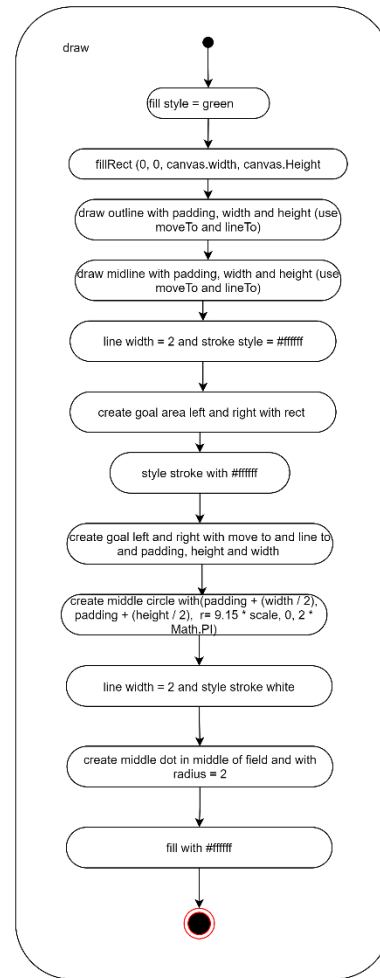 draw
fill style = green
fillRect (0, 0, canvas.width, canvas.Height
draw outline with padding, width and height (use
moveTo and lineTo)
draw midline with padding, width and height (use
moveTo and lineTo)
line width = 2 and stroke style = #ffffff
create goal area left and right with rect
style stroke with #ffffff
create goal left and right with move to and line to
and padding, height and width
create middle circle with(padding + (width / 2),
padding + (height / 2), r= 9.15 * scale, 0, 2 *
Math.PI)
line width = 2 and style stroke white
create middle dot in middle of field and with
radius = 2
fill with #ffffff